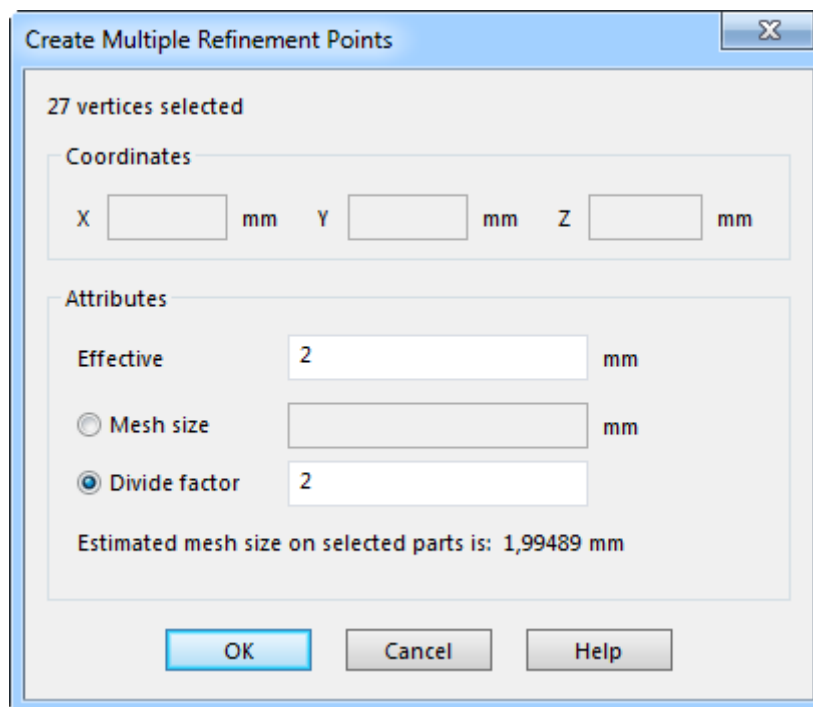 Create Multiple Refinement Points
27 vertices selected
Coordinates
X mm Y mm Z mm
Attributes
Effective 2 mm
Mesh size mm
Divide factor 2
Estimated mesh size on selected parts is: 1,99489 mm
OK Cancel Help